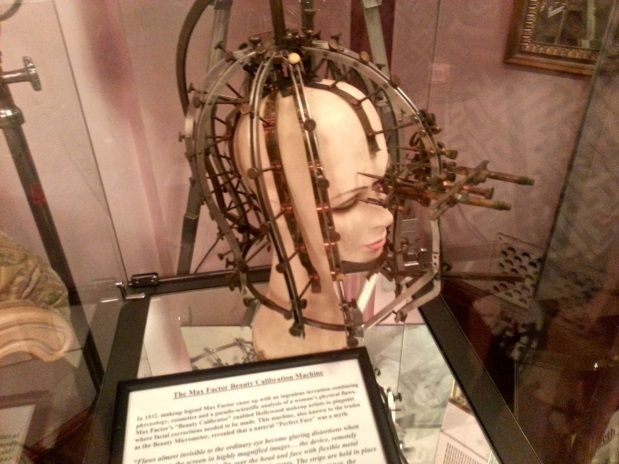 The Max Factor Beauty Calibration Machine
In 1932, makeup legend Max Factor came up with an ingenious invention combining
phrenology, cosmetics and a pseudo-scientific analysis of a woman's physical flaws.
Max Factor's "Beauty Calibrator" enabled Hollywood makeup artists to pinpoint
where facial corrections needed to be made. This machine, also known to the trades
as the Beauty Micrometer, revealed that a natural "Perfect Face" was a myth.
"Flaws almost invisible to the ordinary eye become glaring distortions when
the screen in highly magnified images … the device, remotely
over the head and face with flexible metal
The strips are held in place
the